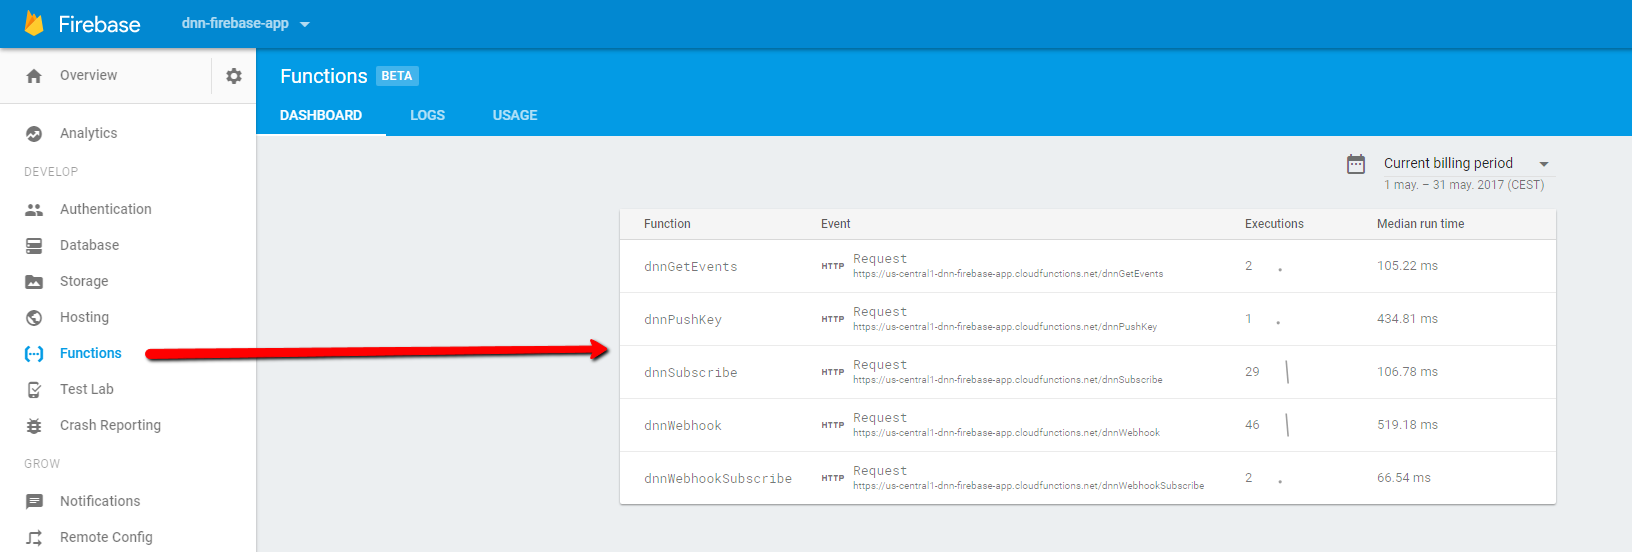 Firebase
dnn-firebase-app
Overview
Functions BETA
DASHBOARD LOGS USAGE
Analytics
DEVELOP
Authentication
Database
Storage
Hosting
Functions
Test Lab
Crash Reporting
GROW
Notifications
Remote Config
Current billing period
1 may. – 31 may. 2017 (CEST)
Function Event Executions Median run time
dnnGetEvents HTTP Request 2 105.22 ms
https://us-central1-dnn-firebase-app.cloudfunctions.net/dnnGetEvents
dnnPushKey HTTP Request 1 434.81 ms
https://us-central1-dnn-firebase-app.cloudfunctions.net/dnnPushKey
dnnSubscribe HTTP Request 29 106.78 ms
https://us-central1-dnn-firebase-app.cloudfunctions.net/dnnSubscribe
dnnWebhook HTTP Request 46 519.18 ms
https://us-central1-dnn-firebase-app.cloudfunctions.net/dnnWebhook
dnnWebhookSubscribe HTTP Request 2 66.54 ms
https://us-central1-dnn-firebase-app.cloudfunctions.net/dnnWebhookSubscribe